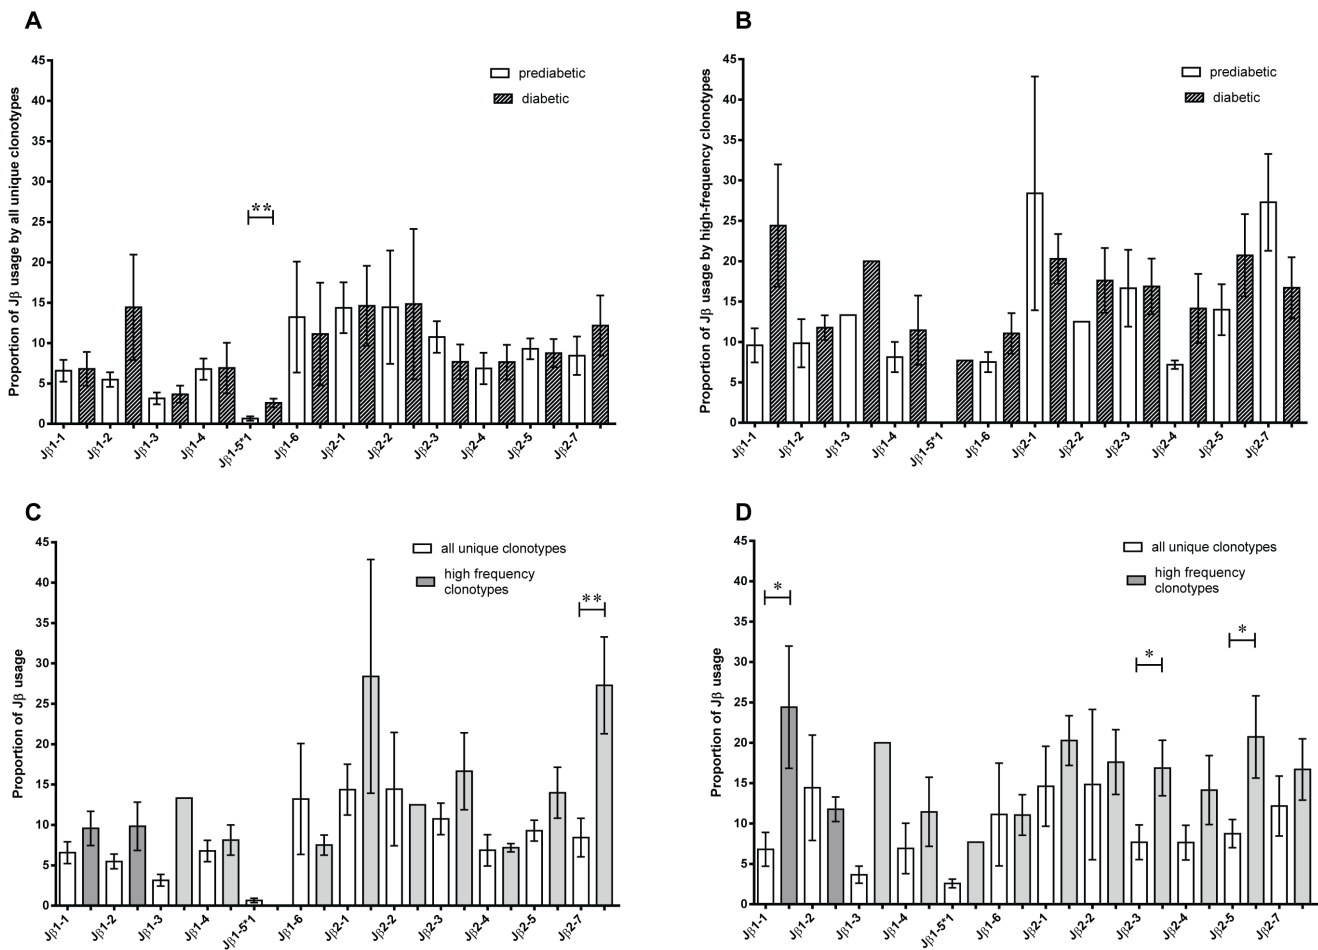 A
Proportion of Jβ usage by all unique clonotypes
45
40
35
30
25
20
15
10
5
0
prediabetic
diabetic
**
Jβ1-1
Jβ1-2
Jβ1-3
Jβ1-4
Jβ1-5*1
Jβ1-6
Jβ2-1
Jβ2-2
Jβ2-3
Jβ2-4
Jβ2-5
Jβ2-7
B
Proportion of Jβ usage by high-frequency clonotypes
45
40
35
30
25
20
15
10
5
0
prediabetic
diabetic
Jβ1-1
Jβ1-2
Jβ1-3
Jβ1-4
Jβ1-5*1
Jβ1-6
Jβ2-1
Jβ2-2
Jβ2-3
Jβ2-4
Jβ2-5
Jβ2-7
C
Proportion of Jβ usage
45
40
35
30
25
20
15
10
5
0
all unique clonotypes
high frequency
clonotypes
**
Jβ1-1
Jβ1-2
Jβ1-3
Jβ1-4
Jβ1-5*1
Jβ1-6
Jβ2-1
Jβ2-2
Jβ2-3
Jβ2-4
Jβ2-5
Jβ2-7
D
Proportion of Jβ usage
45
40
35
30
25
20
15
10
5
0
all unique clonotypes
high frequency
clonotypes
*
*
*
Jβ1-1
Jβ1-2
Jβ1-3
Jβ1-4
Jβ1-5*1
Jβ1-6
Jβ2-1
Jβ2-2
Jβ2-3
Jβ2-4
Jβ2-5
Jβ2-7